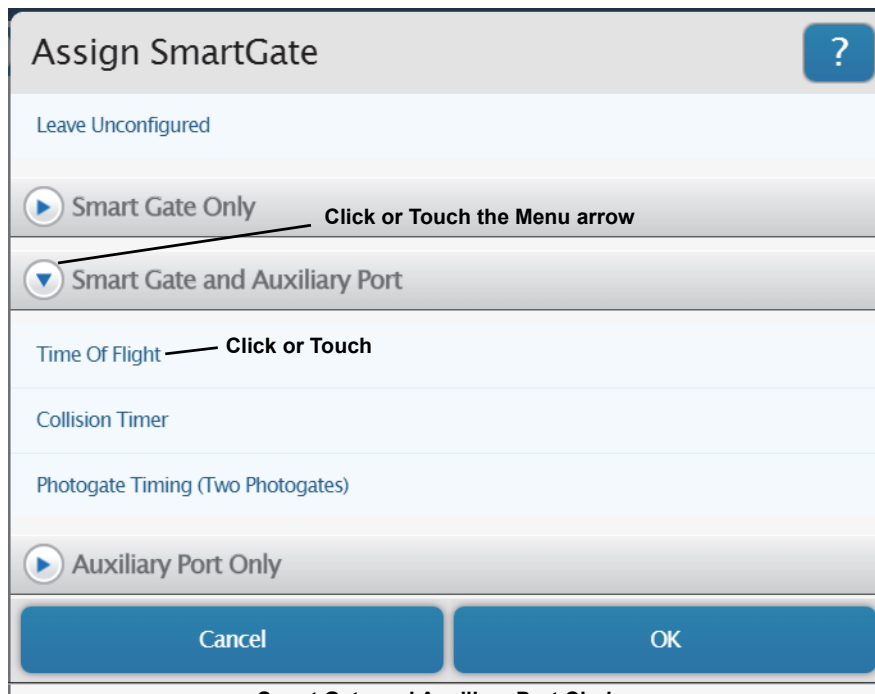 Assign SmartGate
?
Leave Unconfigured
Smart Gate Only
Click or Touch the Menu arrow
Smart Gate and Auxiliary Port
Time Of Flight
Click or Touch
Collision Timer
Photogate Timing (Two Photogates)
Auxiliary Port Only
Cancel
OK